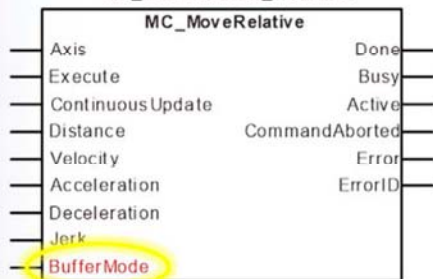 MC_MoveRelative
Axis Done
Execute Busy
ContinuousUpdate Active
Distance CommandAborted
Velocity Error
Acceleration ErrorID
Deceleration
Jerk
BufferMode